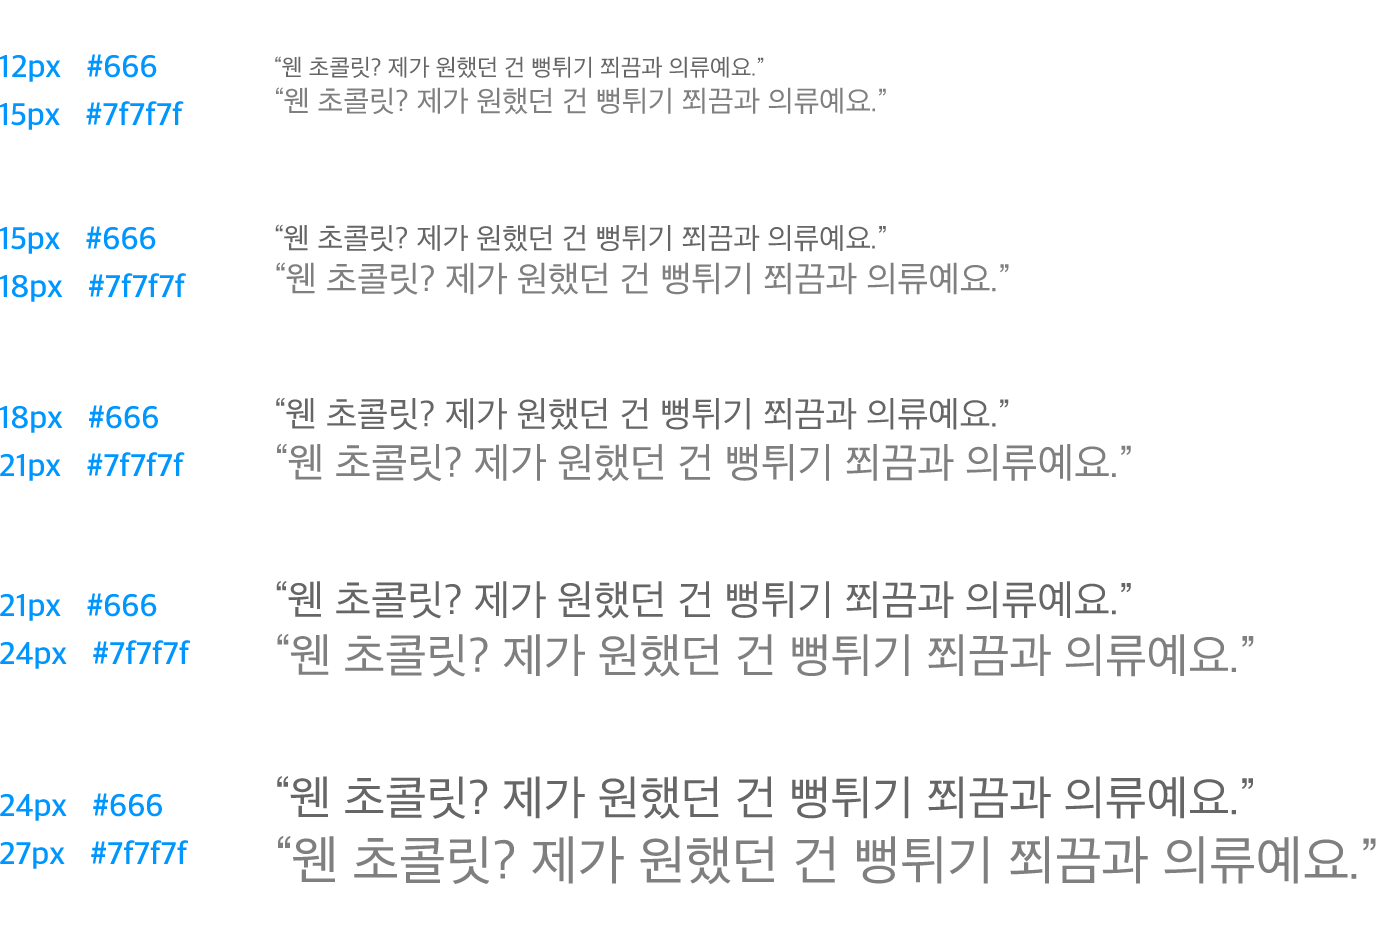 12px #666 “웬 초콜릿? 제가 원했던 건 뻥튀기 쬐끔과 의류예요.”
15px #7f7f7f “웬 초콜릿? 제가 원했던 건 뻥튀기 쬐끔과 의류예요.”
15px #666 “웬 초콜릿? 제가 원했던 건 뻥튀기 쬐끔과 의류예요.”
18px #7f7f7f “웬 초콜릿? 제가 원했던 건 뻥튀기 쬐끔과 의류예요.”
18px #666 “웬 초콜릿? 제가 원했던 건 뻥튀기 쬐끔과 의류예요.”
21px #7f7f7f “웬 초콜릿? 제가 원했던 건 뻥튀기 쬐끔과 의류예요.”
21px #666 “웬 초콜릿? 제가 원했던 건 뻥튀기 쬐끔과 의류예요.”
24px #7f7f7f “웬 초콜릿? 제가 원했던 건 뻥튀기 쬐끔과 의류예요.”
24px #666 “웬 초콜릿? 제가 원했던 건 뻥튀기 쬐끔과 의류예요.”
27px #7f7f7f “웬 초콜릿? 제가 원했던 건 뻥튀기 쬐끔과 의류예요.”